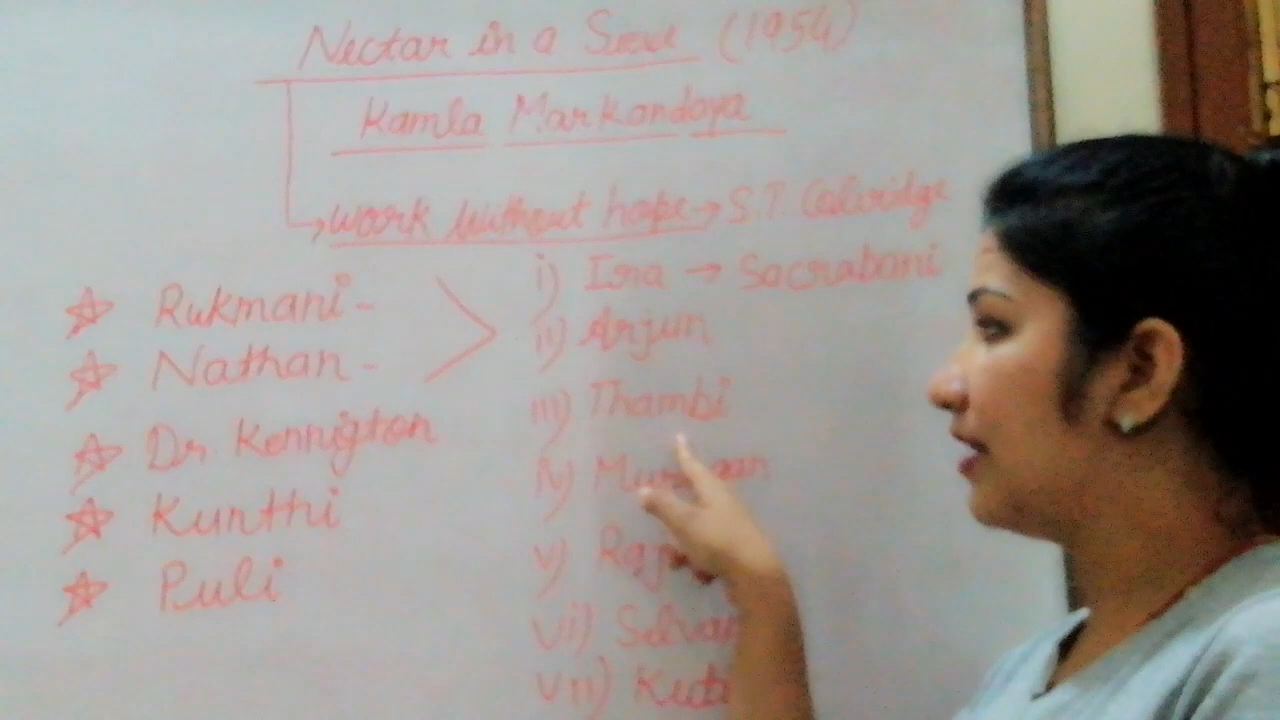 Nectar in a Sieve (1954)
Kamla Markandaya
→ work without hope → S.T. Coleridge
☆ Rukmani -
☆ Nathan -
☆ Dr. Kennigton
☆ Kunthi
☆ Puli
i) Ira → Sacrabani
ii) Arjun
iii) Thambi
iv)
v)
vi) Selvam
vii)